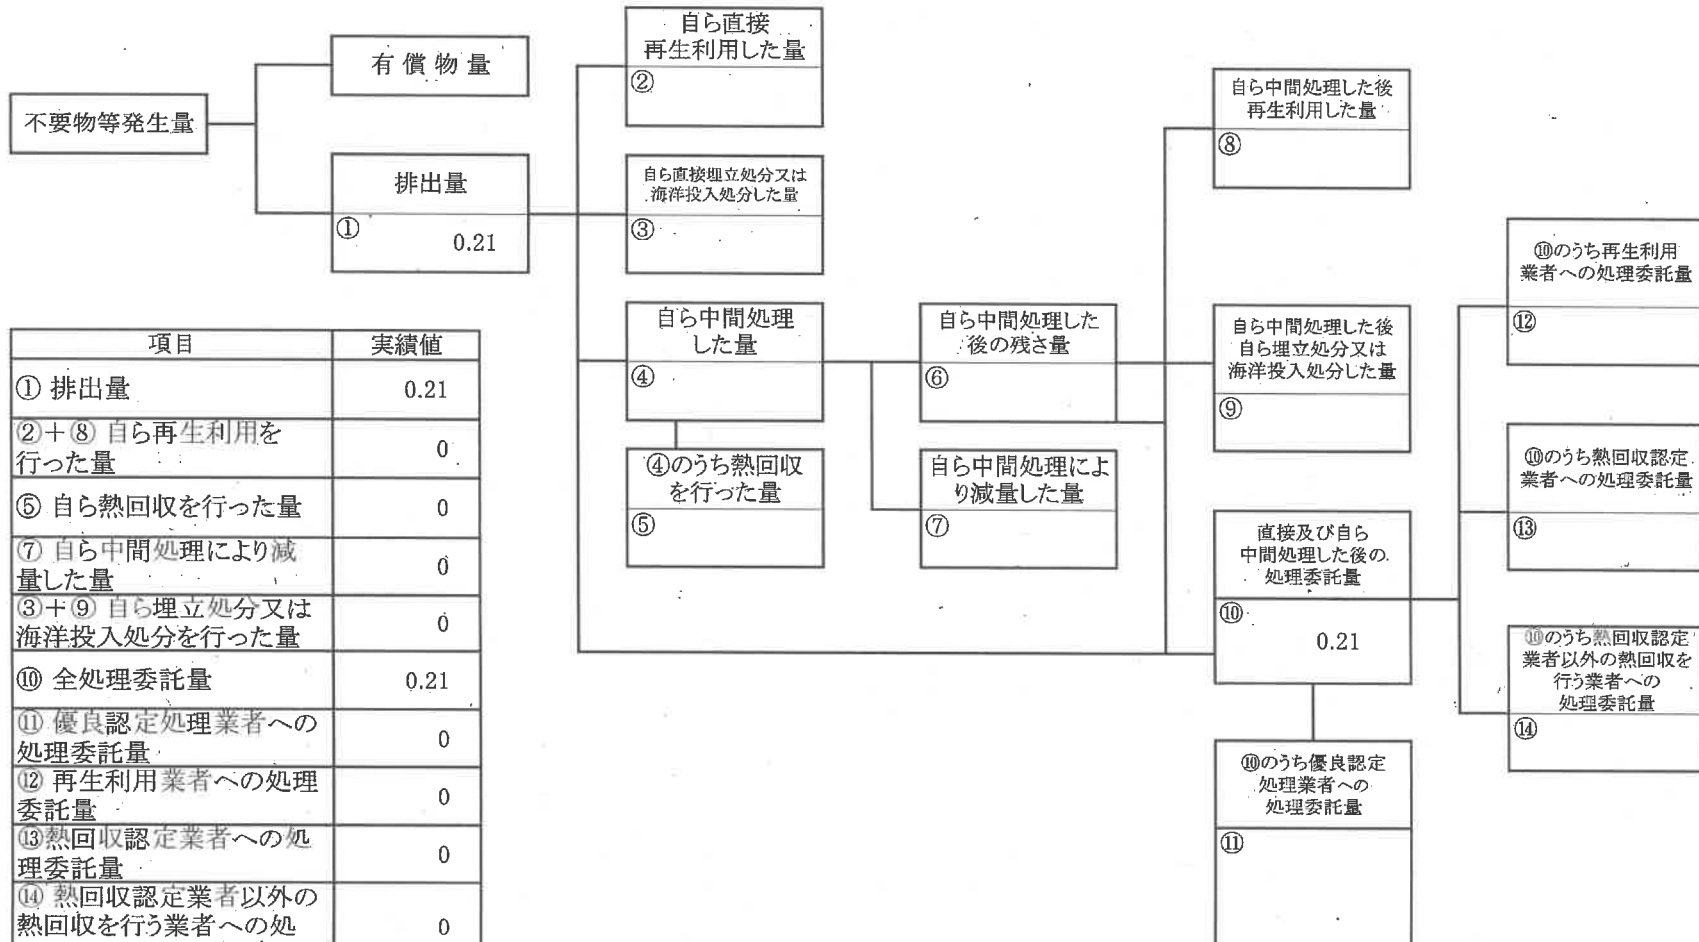 不要物等発生量
有償物量
排出量
①
0.21
自ら直接
再生利用した量
②
自ら直接埋立処分又は
海洋投入処分した量
③
自ら中間処理
した量
④
④のうち熱回収
を行った量
⑤
自ら中間処理した
後の残さ量
⑥
自ら中間処理によ
り減量した量
⑦
自ら中間処理した後
再生利用した量
⑧
自ら中間処理した後
自ら埋立処分又は
海洋投入処分した量
⑨
直接及び自ら
中間処理した後の
処理委託量
⑩
0.21
⑩のうち優良認定
処理業者への
処理委託量
⑪
⑩のうち再生利用
業者への処理委託量
⑫
⑩のうち熱回収認定
業者への処理委託量
⑬
⑩のうち熱回収認定
業者以外の熱回収を
行う業者への
処理委託量
⑭
項目 実績値
① 排出量 0.21
②+⑧ 自ら再生利用を
行った量 0
⑤ 自ら熱回収を行った量 0
⑦ 自ら中間処理により減
量した量 0
③+⑨ 自ら埋立処分又は
海洋投入処分を行った量 0
⑩ 全処理委託量 0.21
⑪ 優良認定処理業者への
処理委託量 0
⑫ 再生利用業者への処理
委託量 0
⑬熱回収認定業者への処
理委託量 0
⑭ 熱回収認定業者以外の
熱回収を行う業者への処 0